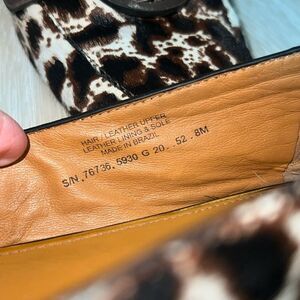 HAIR / LEATHER UPPER
LEATHER LINING & SOLE
MADE IN BRAZIL
S/N .76736. 5930 G 20 . .52 . 8M